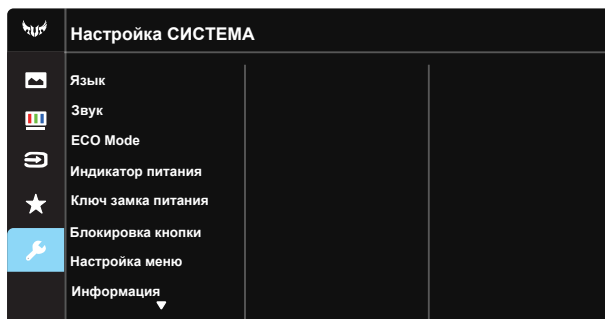 Настройка СИСТЕМА
Язык
Звук
ECO Mode
Индикатор питания
Ключ замка питания
Блокировка кнопки
Настройка меню
Информация